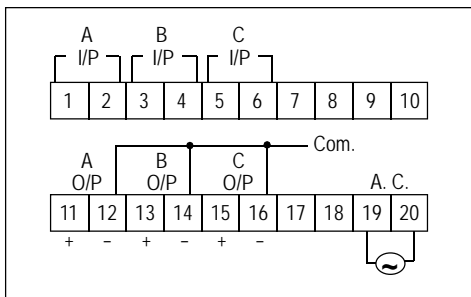 A B C
I/P I/P I/P
1 2 3 4 5 6 7 8 9 10
Com.
A B C
O/P O/P O/P A. C.
11 12 13 14 15 16 17 18 19 20
+ – + – + –
~